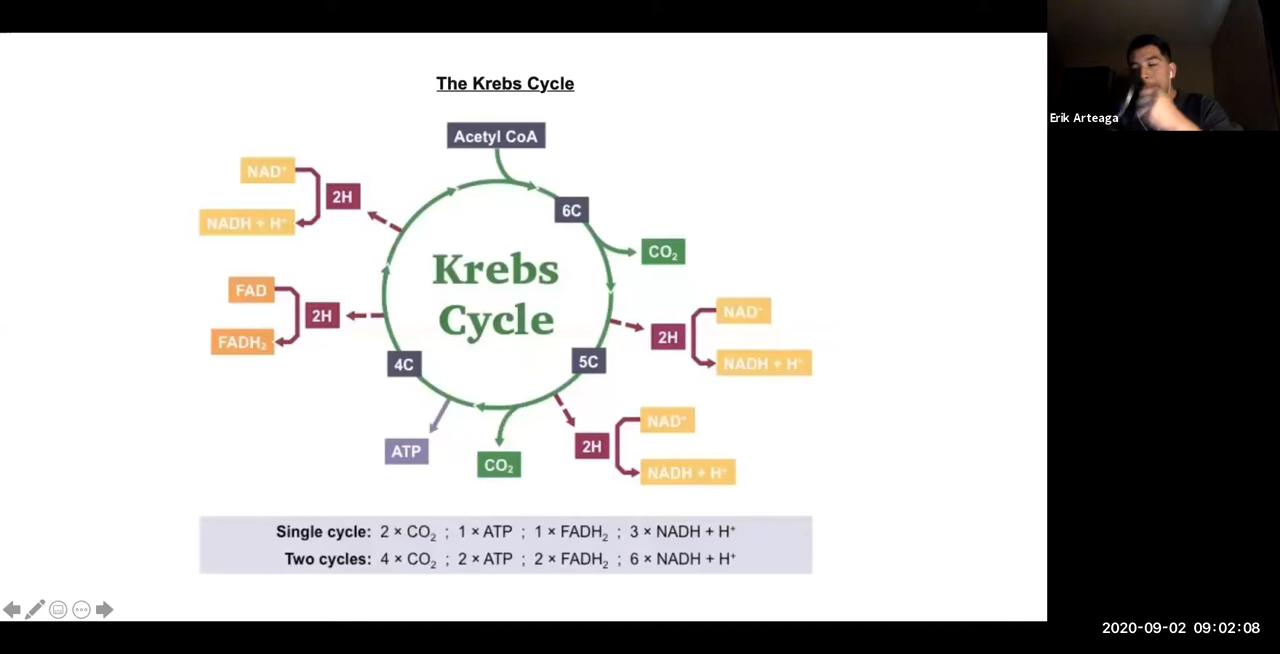 The Krebs Cycle
Erik Arteaga
Acetyl CoA
NAD⁺
2H
NADH + H⁺
6C
CO₂
Krebs
Cycle
FAD
2H
FADH₂
NAD⁺
2H
NADH + H⁺
4C
5C
ATP
CO₂
NAD⁺
2H
NADH + H⁺
Single cycle: 2 × CO₂ ; 1 × ATP ; 1 × FADH₂ ; 3 × NADH + H⁺
Two cycles: 4 × CO₂ ; 2 × ATP ; 2 × FADH₂ ; 6 × NADH + H⁺
2020-09-02 09:02:08